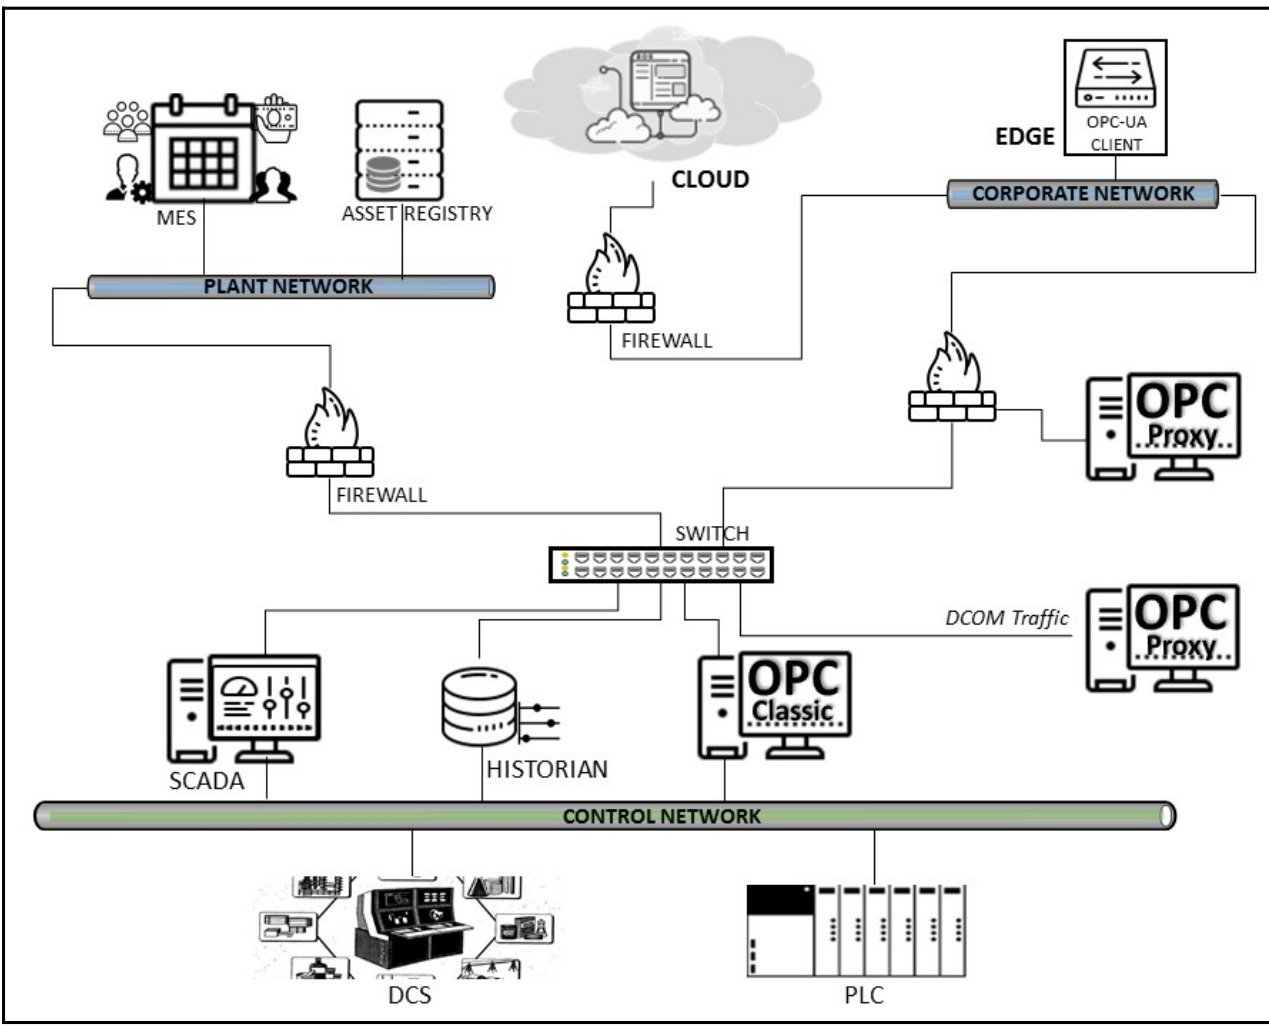 CLOUD
EDGE
OPC-UA
CLIENT
CORPORATE NETWORK
MES
ASSET REGISTRY
PLANT NETWORK
FIREWALL
OPC
Proxy
FIREWALL
SWITCH
DCOM Traffic
OPC
Proxy
SCADA
HISTORIAN
OPC
Classic
CONTROL NETWORK
DCS
PLC